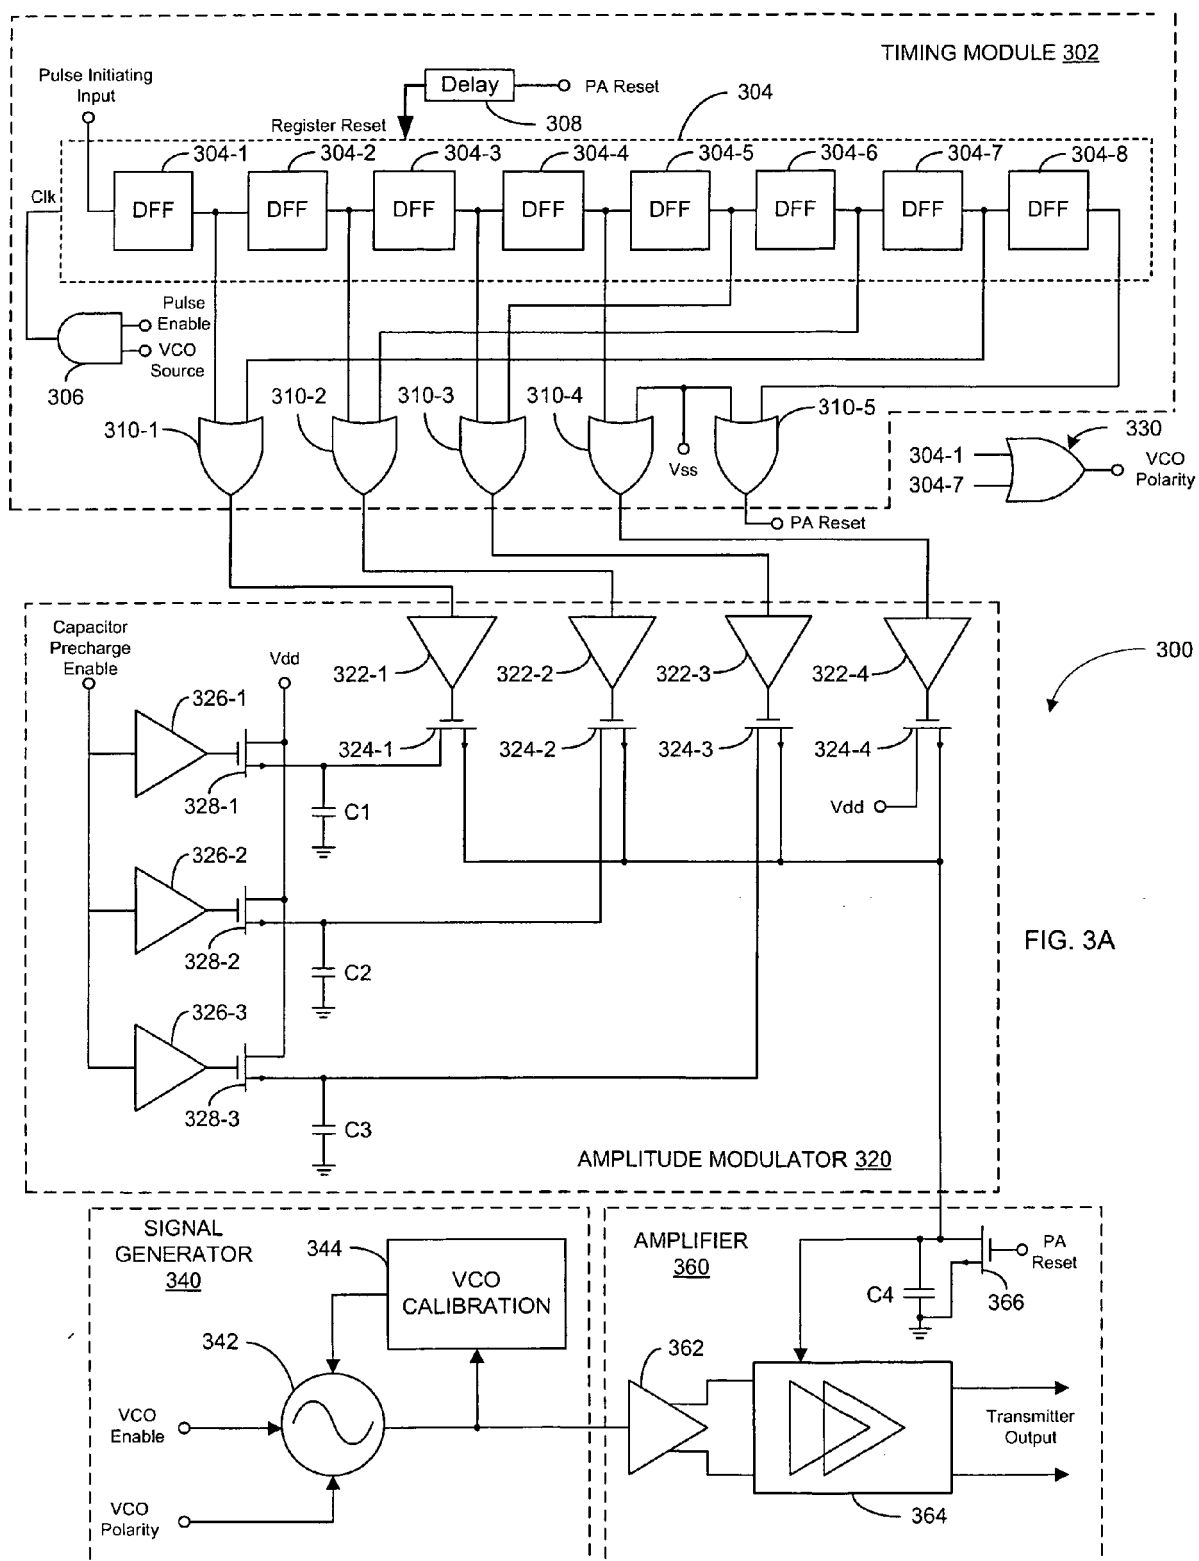 TIMING MODULE 302
Pulse Initiating
Input
Delay
PA Reset
308
304
Register Reset
304-1
304-2
304-3
304-4
304-5
304-6
304-7
304-8
Clk
DFF
DFF
DFF
DFF
DFF
DFF
DFF
DFF
Pulse
Enable
VCO
Source
306
310-1
310-2
310-3
310-4
310-5
Vss
330
304-1
304-7
VCO
Polarity
PA Reset
Capacitor
Precharge
Enable
Vdd
326-1
322-1
322-2
322-3
322-4
300
324-1
324-2
324-3
324-4
328-1
C1
Vdd
326-2
328-2
C2
FIG. 3A
326-3
328-3
C3
AMPLITUDE MODULATOR 320
SIGNAL
GENERATOR
340
344
VCO
CALIBRATION
AMPLIFIER
360
PA
Reset
C4
366
342
362
VCO
Enable
Transmitter
Output
VCO
Polarity
364